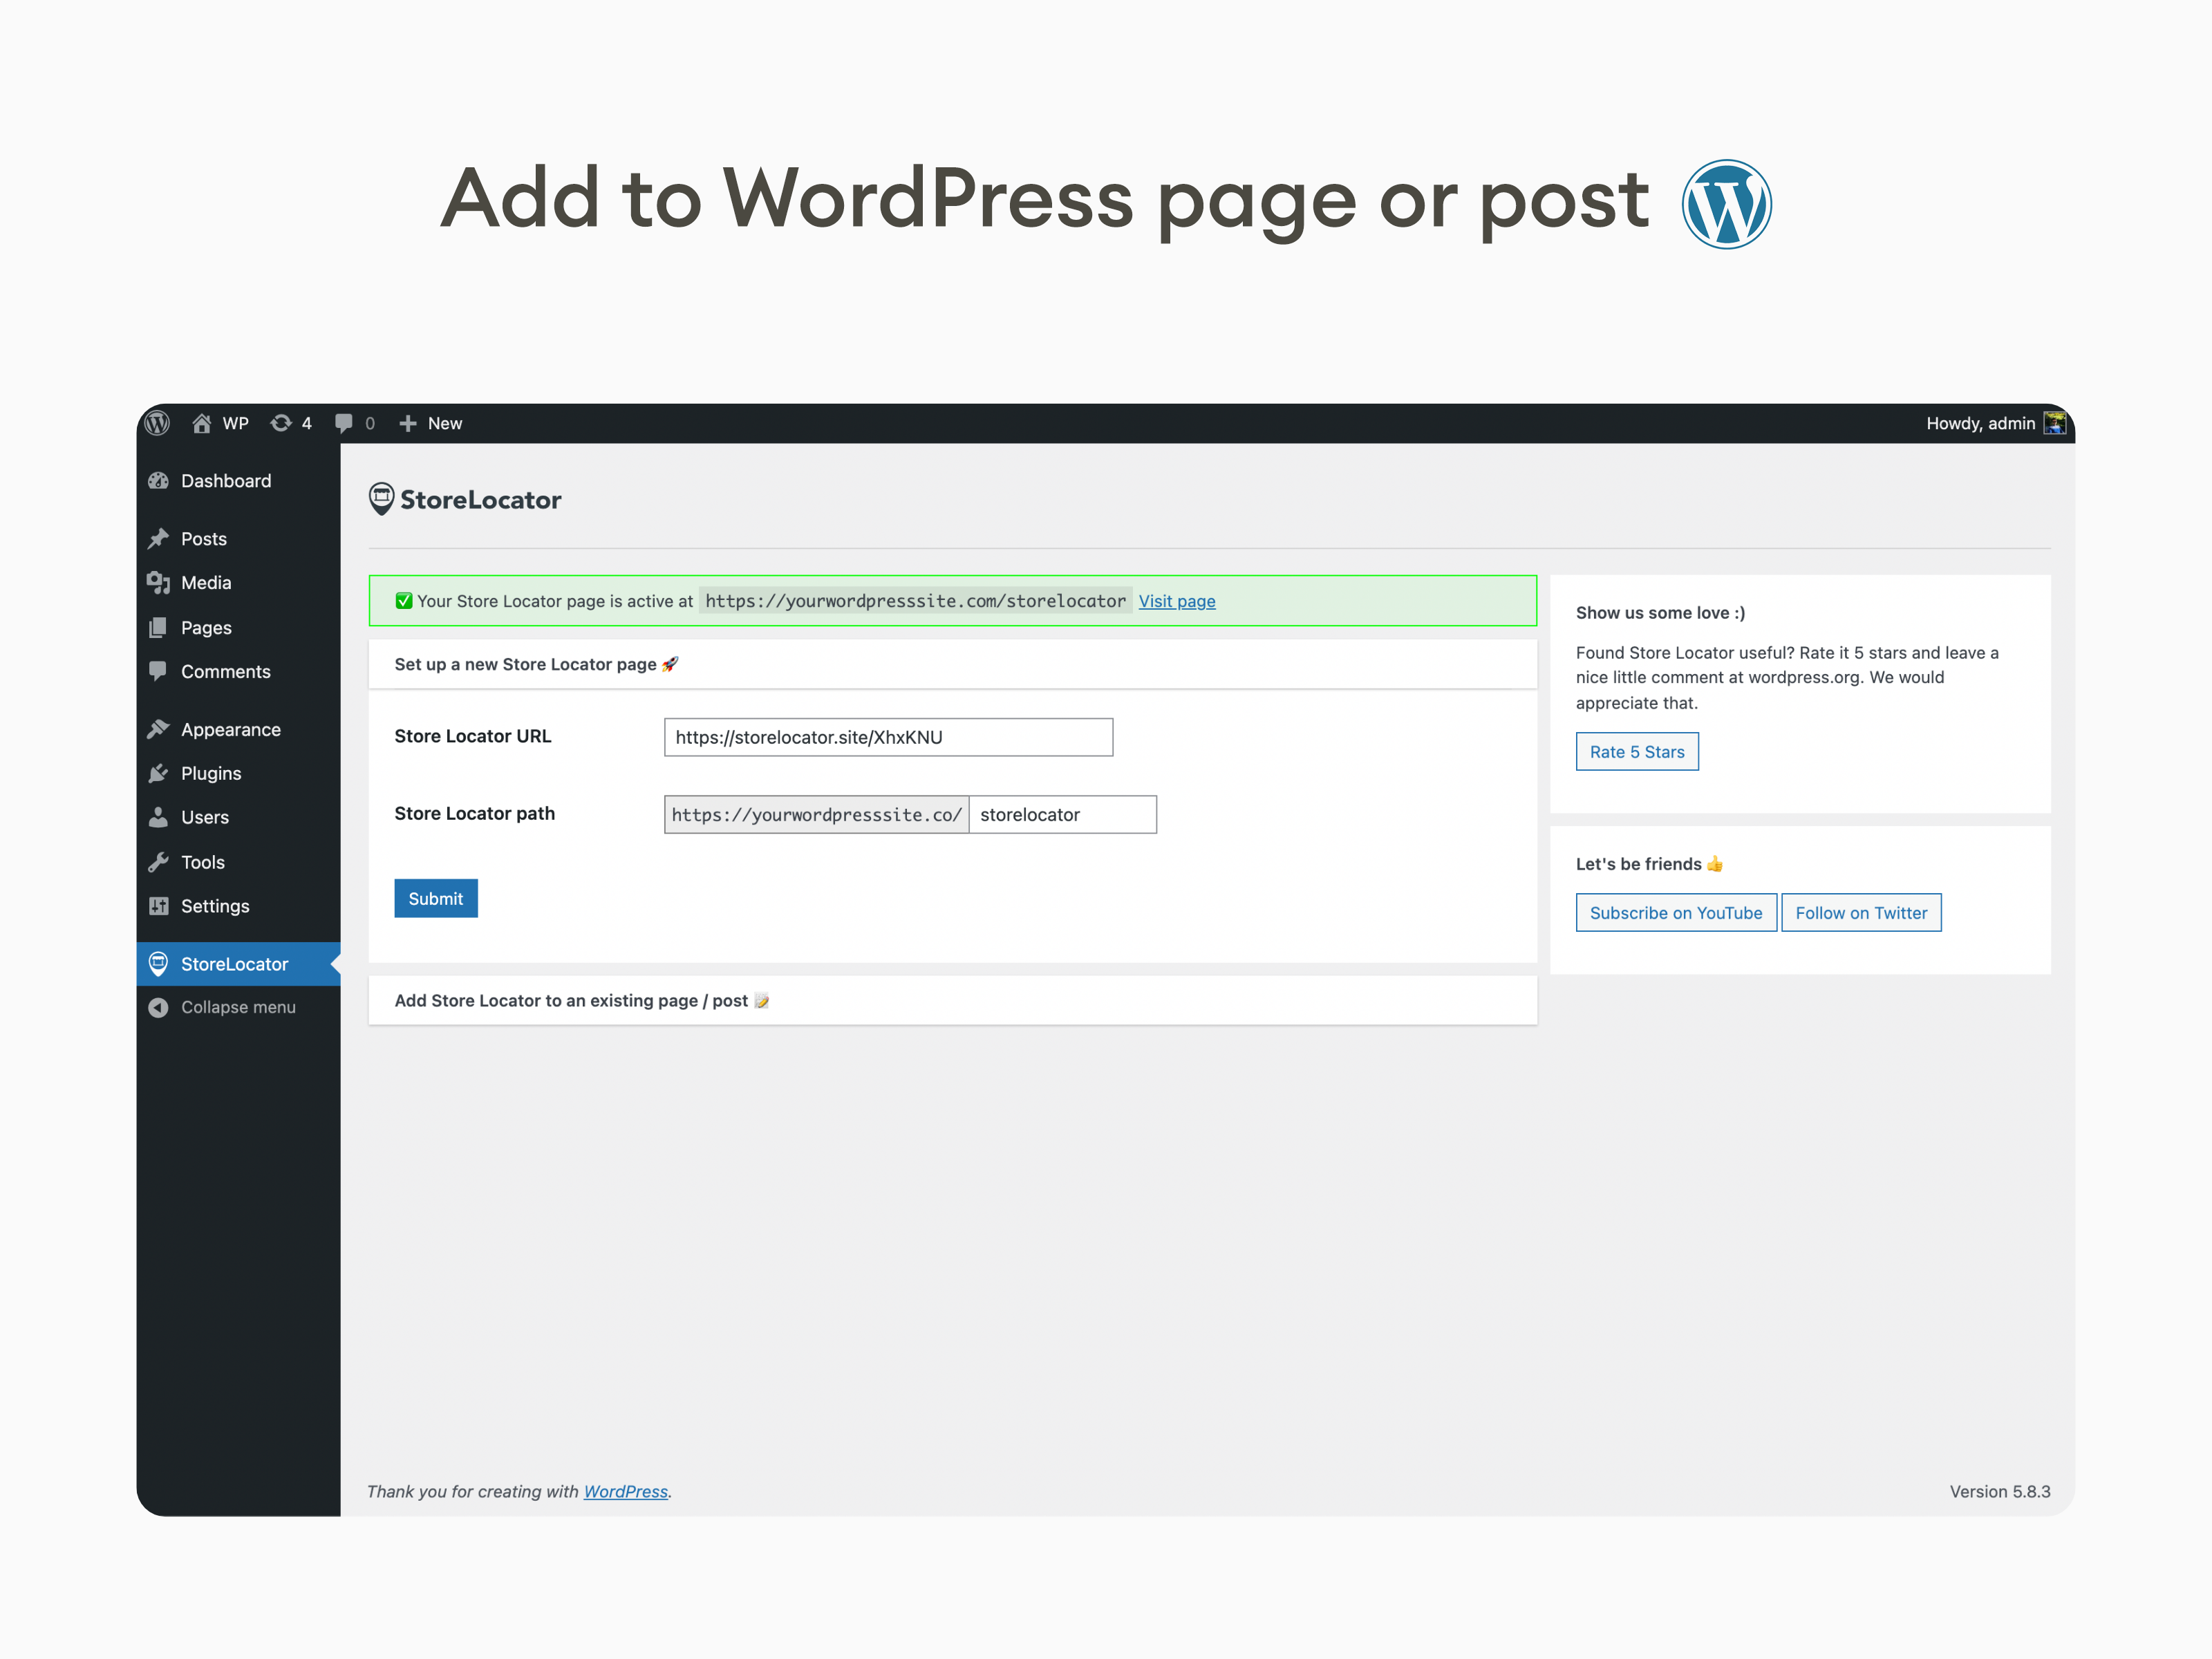 Add to WordPress page or post
WP
4
0
New
Howdy, admin
Dashboard
Posts
Media
Pages
Comments
Appearance
Plugins
Users
Tools
Settings
StoreLocator
Collapse menu
StoreLocator
✅ Your Store Locator page is active at https://yourwordpresssite.com/storelocator Visit page
Set up a new Store Locator page 🚀
Store Locator URL
https://storelocator.site/XhxKNU
Store Locator path
https://yourwordpresssite.co/ storelocator
Submit
Add Store Locator to an existing page / post 📝
Show us some love :)
Found Store Locator useful? Rate it 5 stars and leave a
nice little comment at wordpress.org. We would
appreciate that.
Rate 5 Stars
Let's be friends 👍
Subscribe on YouTube
Follow on Twitter
Thank you for creating with WordPress.
Version 5.8.3